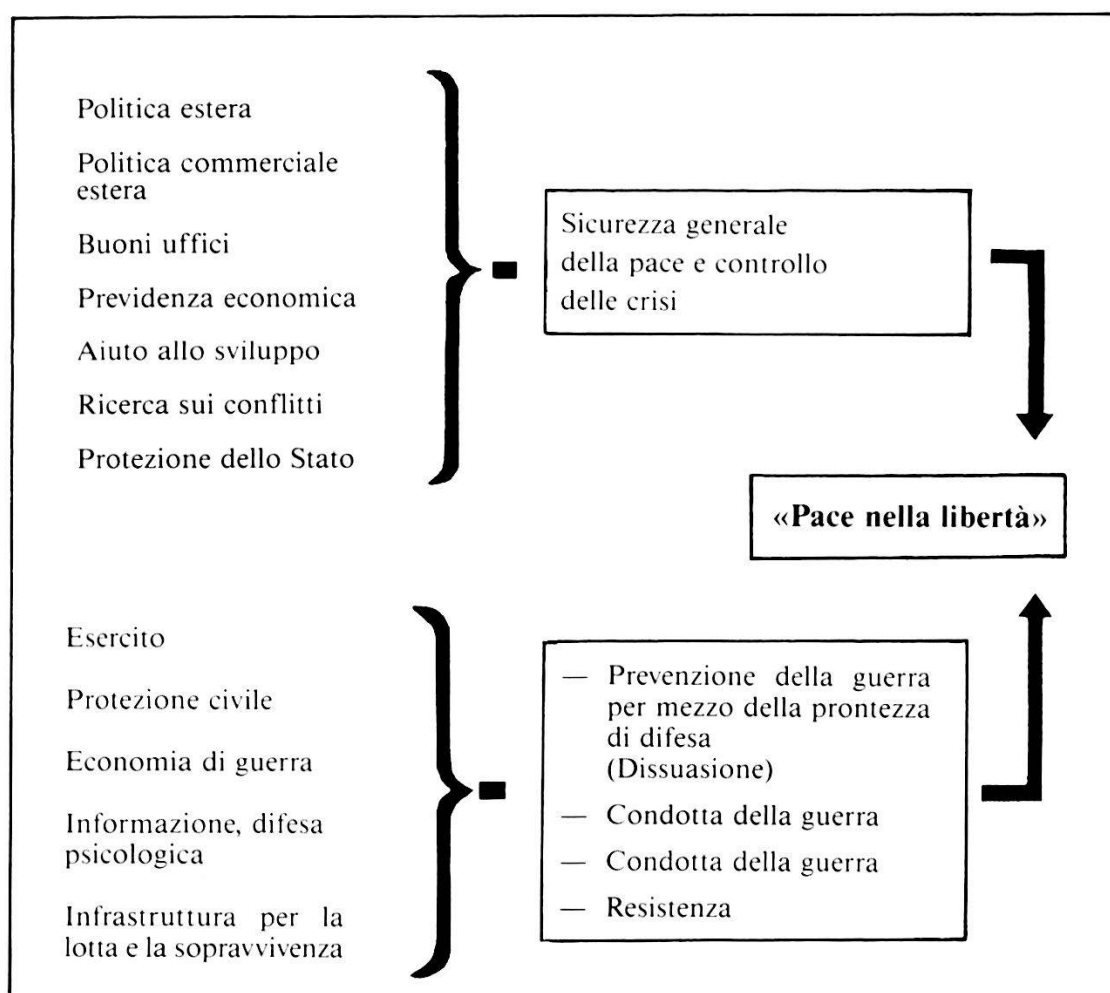 Politica estera
Politica commerciale
estera
Buoni uffici
Previdenza economica
Aiuto allo sviluppo
Ricerca sui conflitti
Protezione dello Stato
Sicurezza generale
della pace e controllo
delle crisi
«Pace nella libertà»
Esercito
Protezione civile
Economia di guerra
Informazione, difesa
psicologica
Infrastruttura per la
lotta e la sopravvivenza
— Prevenzione della guerra
per mezzo della prontezza
di difesa
(Dissuasione)
— Condotta della guerra
— Condotta della guerra
— Resistenza